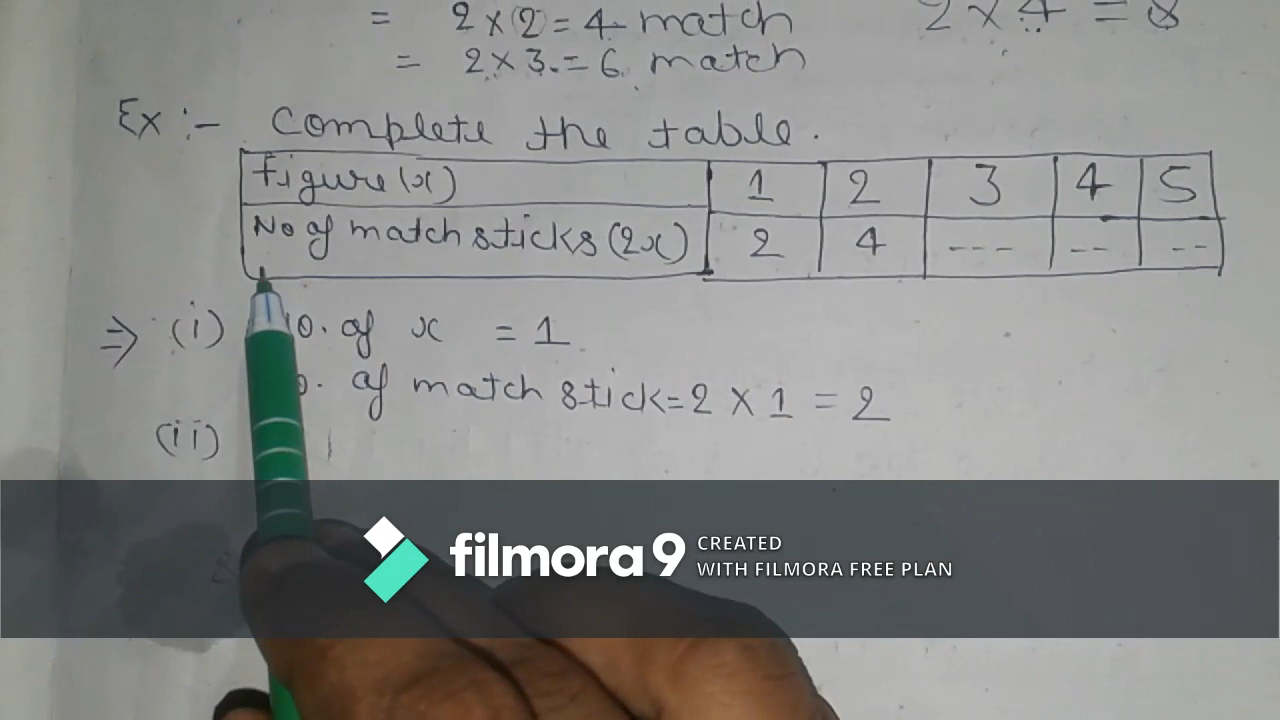 = 2 × 2 = 4 match
2 × 4 = 8
= 2 × 3 = 6 match
Ex :- Complete the table.
Figure (x) 1 2 3 4 5
No of match sticks (2x) 2 4 --- -- --
⇒ (i) o. of x = 1
o. of match stick = 2 × 1 = 2
(ii)
filmora 9 CREATED
WITH FILMORA FREE PLAN